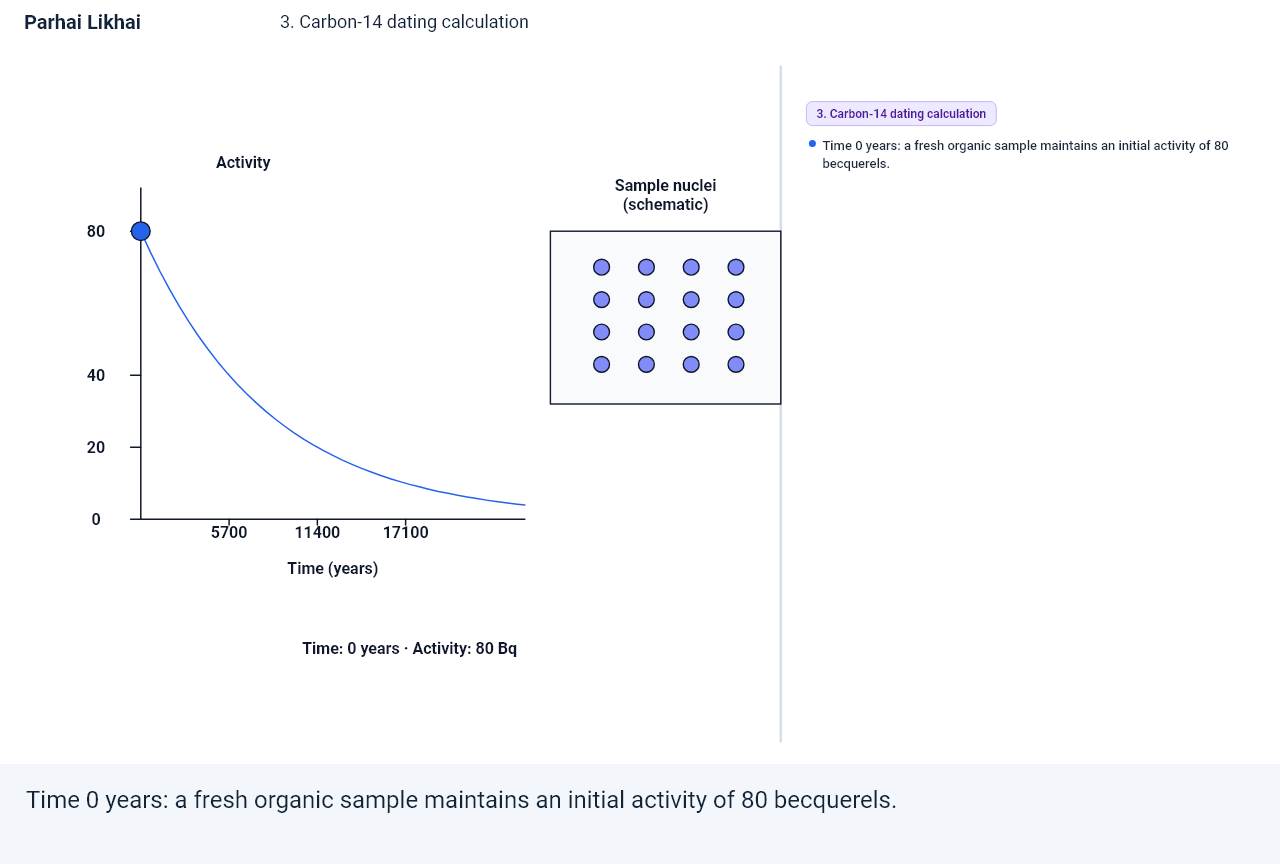 Parhai Likhai
3. Carbon-14 dating calculation
3. Carbon-14 dating calculation
Time 0 years: a fresh organic sample maintains an initial activity of 80
becquerels.
Activity
Sample nuclei
(schematic)
80
40
20
0
5700 11400 17100
Time (years)
Time: 0 years · Activity: 80 Bq
Time 0 years: a fresh organic sample maintains an initial activity of 80 becquerels.